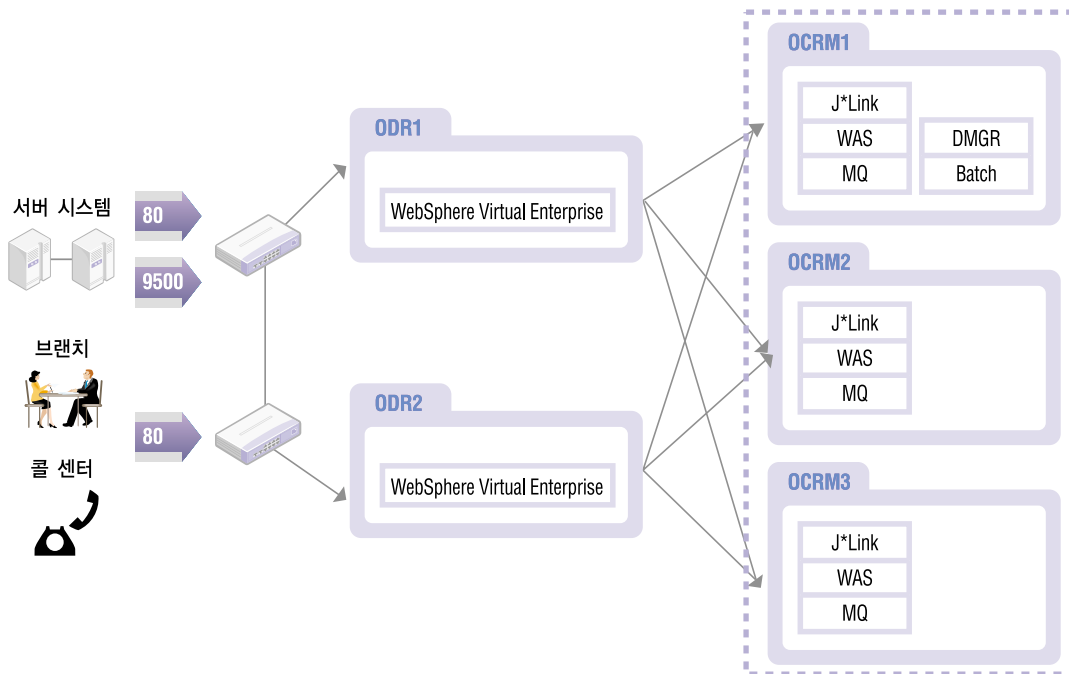 서버 시스템
80
9500
브랜치
80
콜 센터
ODR1
WebSphere Virtual Enterprise
ODR2
WebSphere Virtual Enterprise
OCRM1
J*Link
WAS
MQ
DMGR
Batch
OCRM2
J*Link
WAS
MQ
OCRM3
J*Link
WAS
MQ